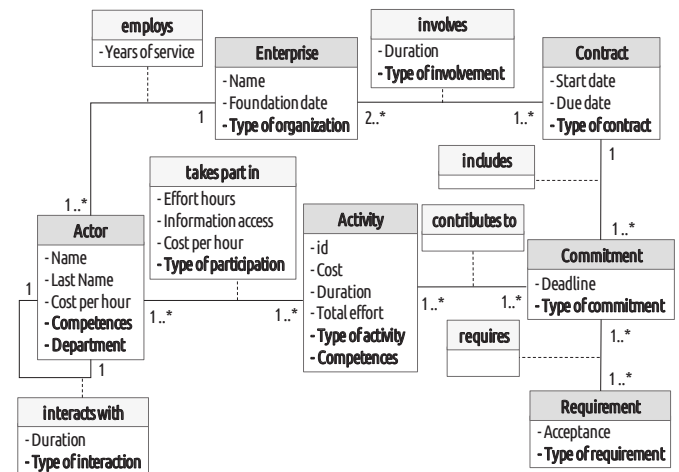 employs
- Years of service
Enterprise
- Name
- Foundation date
- Type of organization
involves
- Duration
- Type of involvement
Contract
- Start date
- Due date
- Type of contract
1
2..*
1..*
1
includes
takes part in
- Effort hours
- Information access
- Cost per hour
- Type of participation
1..*
Actor
- Name
- Last Name
- Cost per hour
- Competences
- Department
1
1
1..*
1..*
Activity
- id
- Cost
- Duration
- Total effort
- Type of activity
- Competences
contributes to
1..*
1..*
1..*
Commitment
- Deadline
- Type of commitment
1..*
requires
1..*
Requirement
- Acceptance
- Type of requirement
interacts with
- Duration
- Type of interaction